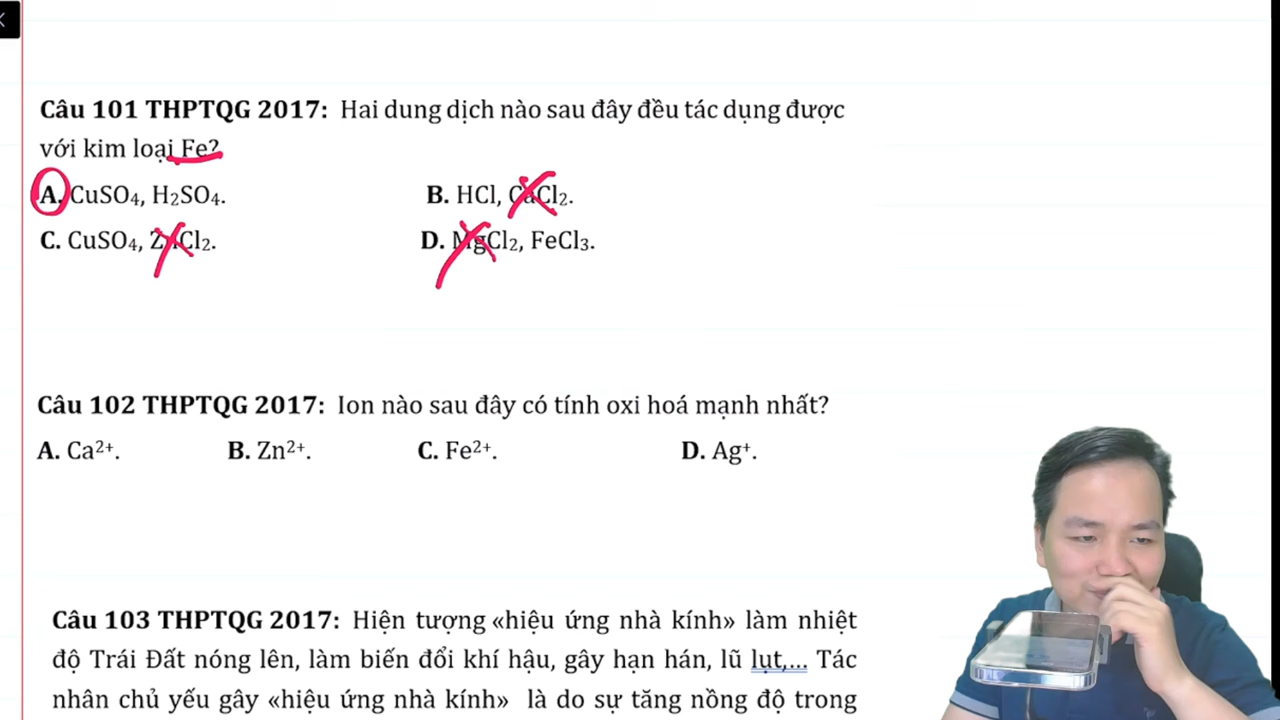 Câu 101 THPTQG 2017: Hai dung dịch nào sau đây đều tác dụng được
với kim loại Fe?
A. CuSO₄, H₂SO₄. B. HCl, CaCl₂.
C. CuSO₄, ZnCl₂. D. MgCl₂, FeCl₃.
Câu 102 THPTQG 2017: Ion nào sau đây có tính oxi hoá mạnh nhất?
A. Ca²⁺. B. Zn²⁺. C. Fe²⁺. D. Ag⁺.
Câu 103 THPTQG 2017: Hiện tượng «hiệu ứng nhà kính» làm nhiệt
độ Trái Đất nóng lên, làm biến đổi khí hậu, gây hạn hán, lũ lụt,... Tác
nhân chủ yếu gây «hiệu ứng nhà kính» là do sự tăng nồng độ trong